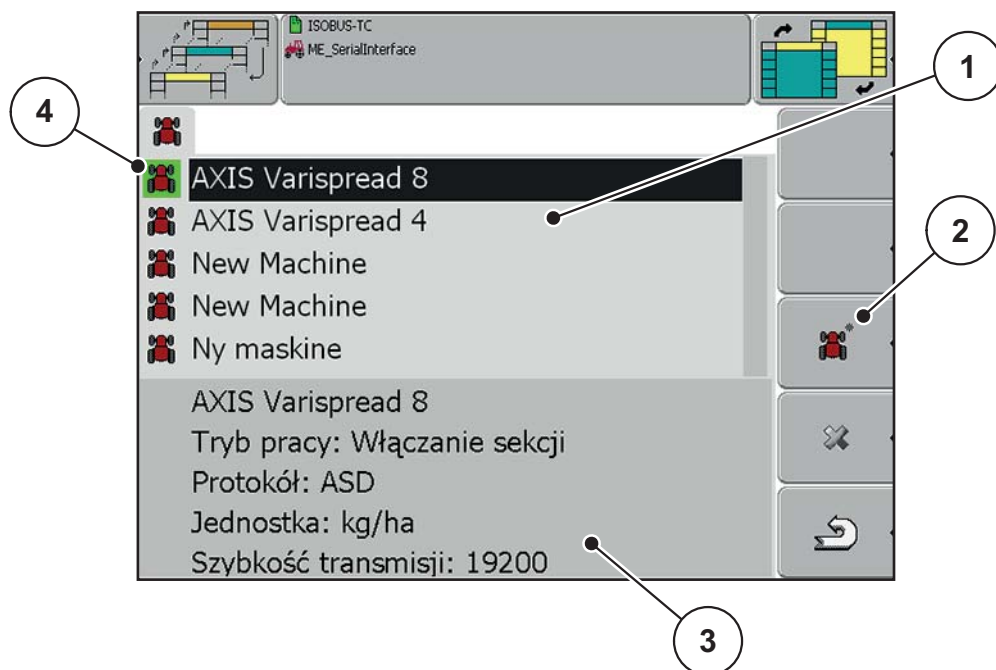 ISOBUS-TC
ME_SerialInterface
1
4
AXIS Varispread 8
AXIS Varispread 4
2
New Machine
New Machine
Ny maskine
AXIS Varispread 8
Tryb pracy: Włączanie sekcji
Protokół: ASD
Jednostka: kg/ha
Szybkość transmisji: 19200
3